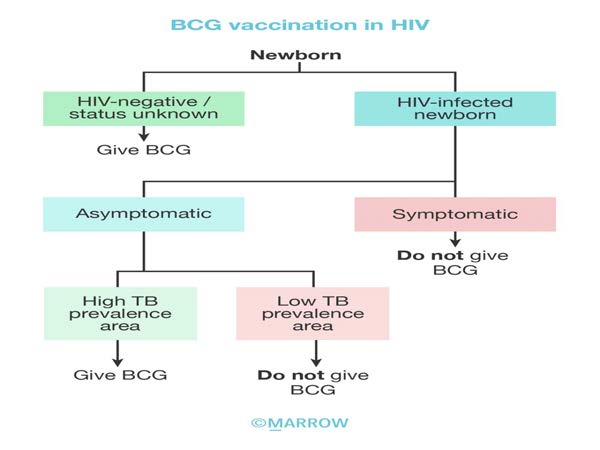 BCG vaccination in HIV
Newborn
HIV-negative /
status unknown
HIV-infected
newborn
Give BCG
Asymptomatic
Symptomatic
Do not give
BCG
High TB
prevalence
area
Low TB
prevalence
area
Give BCG
Do not give
BCG
©MARROW